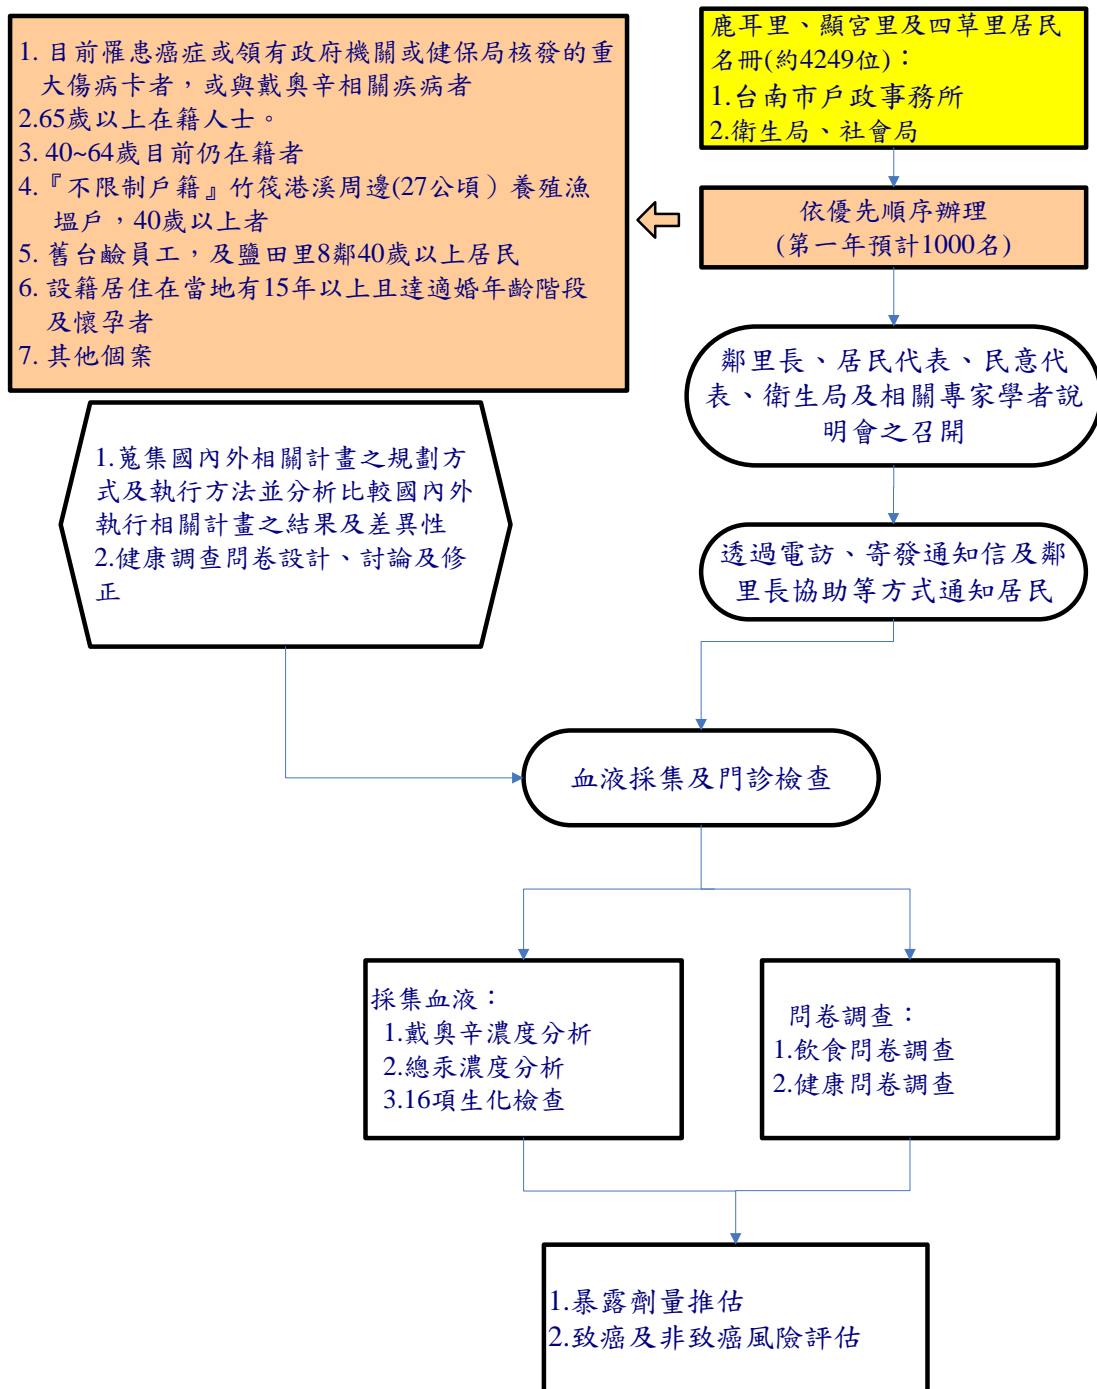 1. 目前罹患癌症或領有政府機關或健保局核發的重
大傷病卡者，或與戴奧辛相關疾病者
2.65歲以上在籍人士。
3. 40~64歲目前仍在籍者
4.『不限制戶籍』竹筏港溪周邊(27公頃）養殖漁
塭戶，40歲以上者
5. 舊台鹼員工，及鹽田里8鄰40歲以上居民
6. 設籍居住在當地有15年以上且達適婚年齡階段
及懷孕者
7. 其他個案
鹿耳里、顯宮里及四草里居民
名冊(約4249位)：
1.台南市戶政事務所
2.衛生局、社會局
依優先順序辦理
(第一年預計1000名)
鄰里長、居民代表、民意代
表、衛生局及相關專家學者說
明會之召開
1.蒐集國內外相關計畫之規劃方
式及執行方法並分析比較國內外
執行相關計畫之結果及差異性
2.健康調查問卷設計、討論及修
正
透過電訪、寄發通知信及鄰
里長協助等方式通知居民
血液採集及門診檢查
採集血液：
1.戴奧辛濃度分析
2.總汞濃度分析
3.16項生化檢查
問卷調查：
1.飲食問卷調查
2.健康問卷調查
1.暴露劑量推估
2.致癌及非致癌風險評估